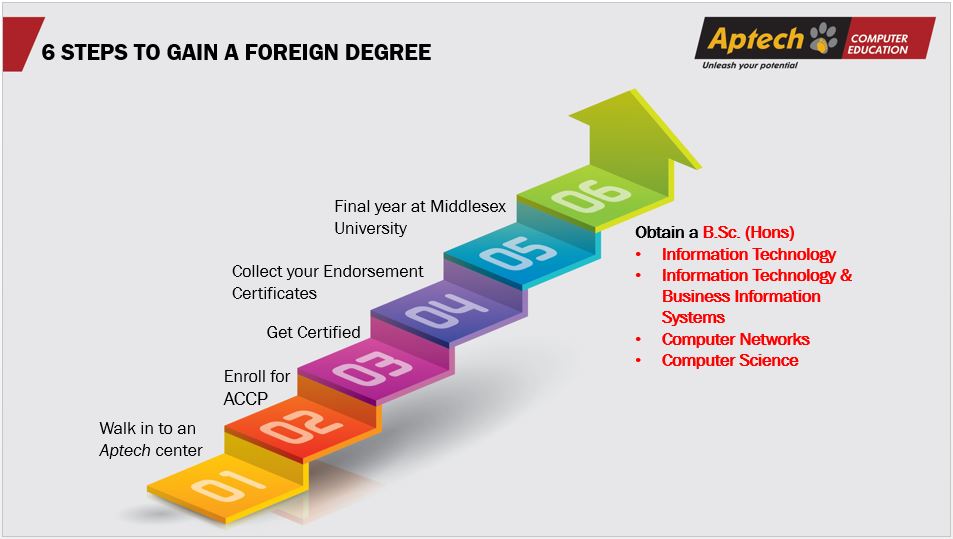 6 STEPS TO GAIN A FOREIGN DEGREE
Aptech COMPUTER
EDUCATION
Unleash your potential
Final year at Middlesex
University
Collect your Endorsement
Certificates
Get Certified
Enroll for
ACCP
Walk in to an
Aptech center
01
02
03
04
05
06
Obtain a B.Sc. (Hons)
• Information Technology
• Information Technology &
Business Information
Systems
• Computer Networks
• Computer Science